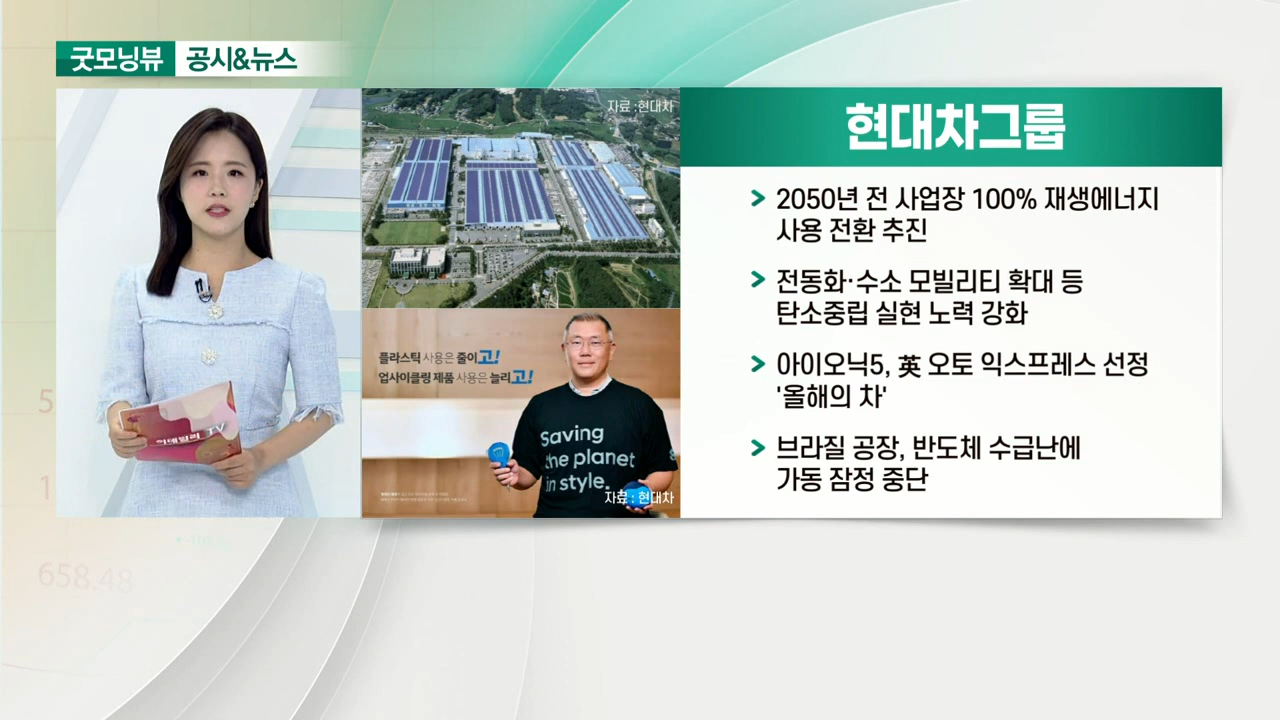 굿모닝뷰 공시&뉴스
자료 :현대차
플라스틱 사용은 줄이고!
업사이클링 제품 사용은 늘리고!
Saving
the planet
in style.
자료 : 현대차
이데일리 TV
현대차그룹
2050년 전 사업장 100% 재생에너지
사용 전환 추진
전동화·수소 모빌리티 확대 등
탄소중립 실현 노력 강화
아이오닉5, 英 오토 익스프레스 선정
'올해의 차'
브라질 공장, 반도체 수급난에
가동 잠정 중단
658.48